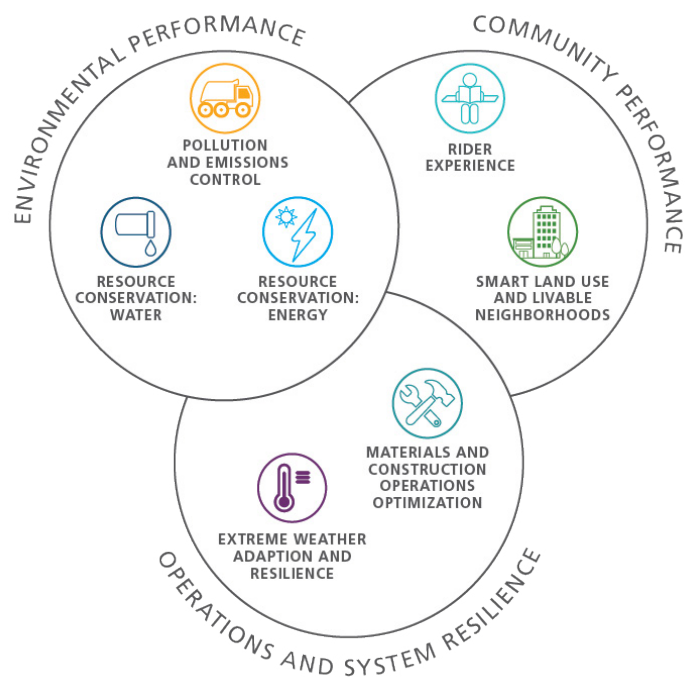 ENVIRONMENTAL PERFORMANCE
COMMUNITY PERFORMANCE
POLLUTION
AND EMISSIONS
CONTROL
RIDER
EXPERIENCE
RESOURCE
CONSERVATION:
WATER
RESOURCE
CONSERVATION:
ENERGY
SMART LAND USE
AND LIVABLE
NEIGHBORHOODS
MATERIALS AND
CONSTRUCTION
OPERATIONS
OPTIMIZATION
EXTREME WEATHER
ADAPTION AND
RESILIENCE
OPERATIONS AND SYSTEM RESILIENCE